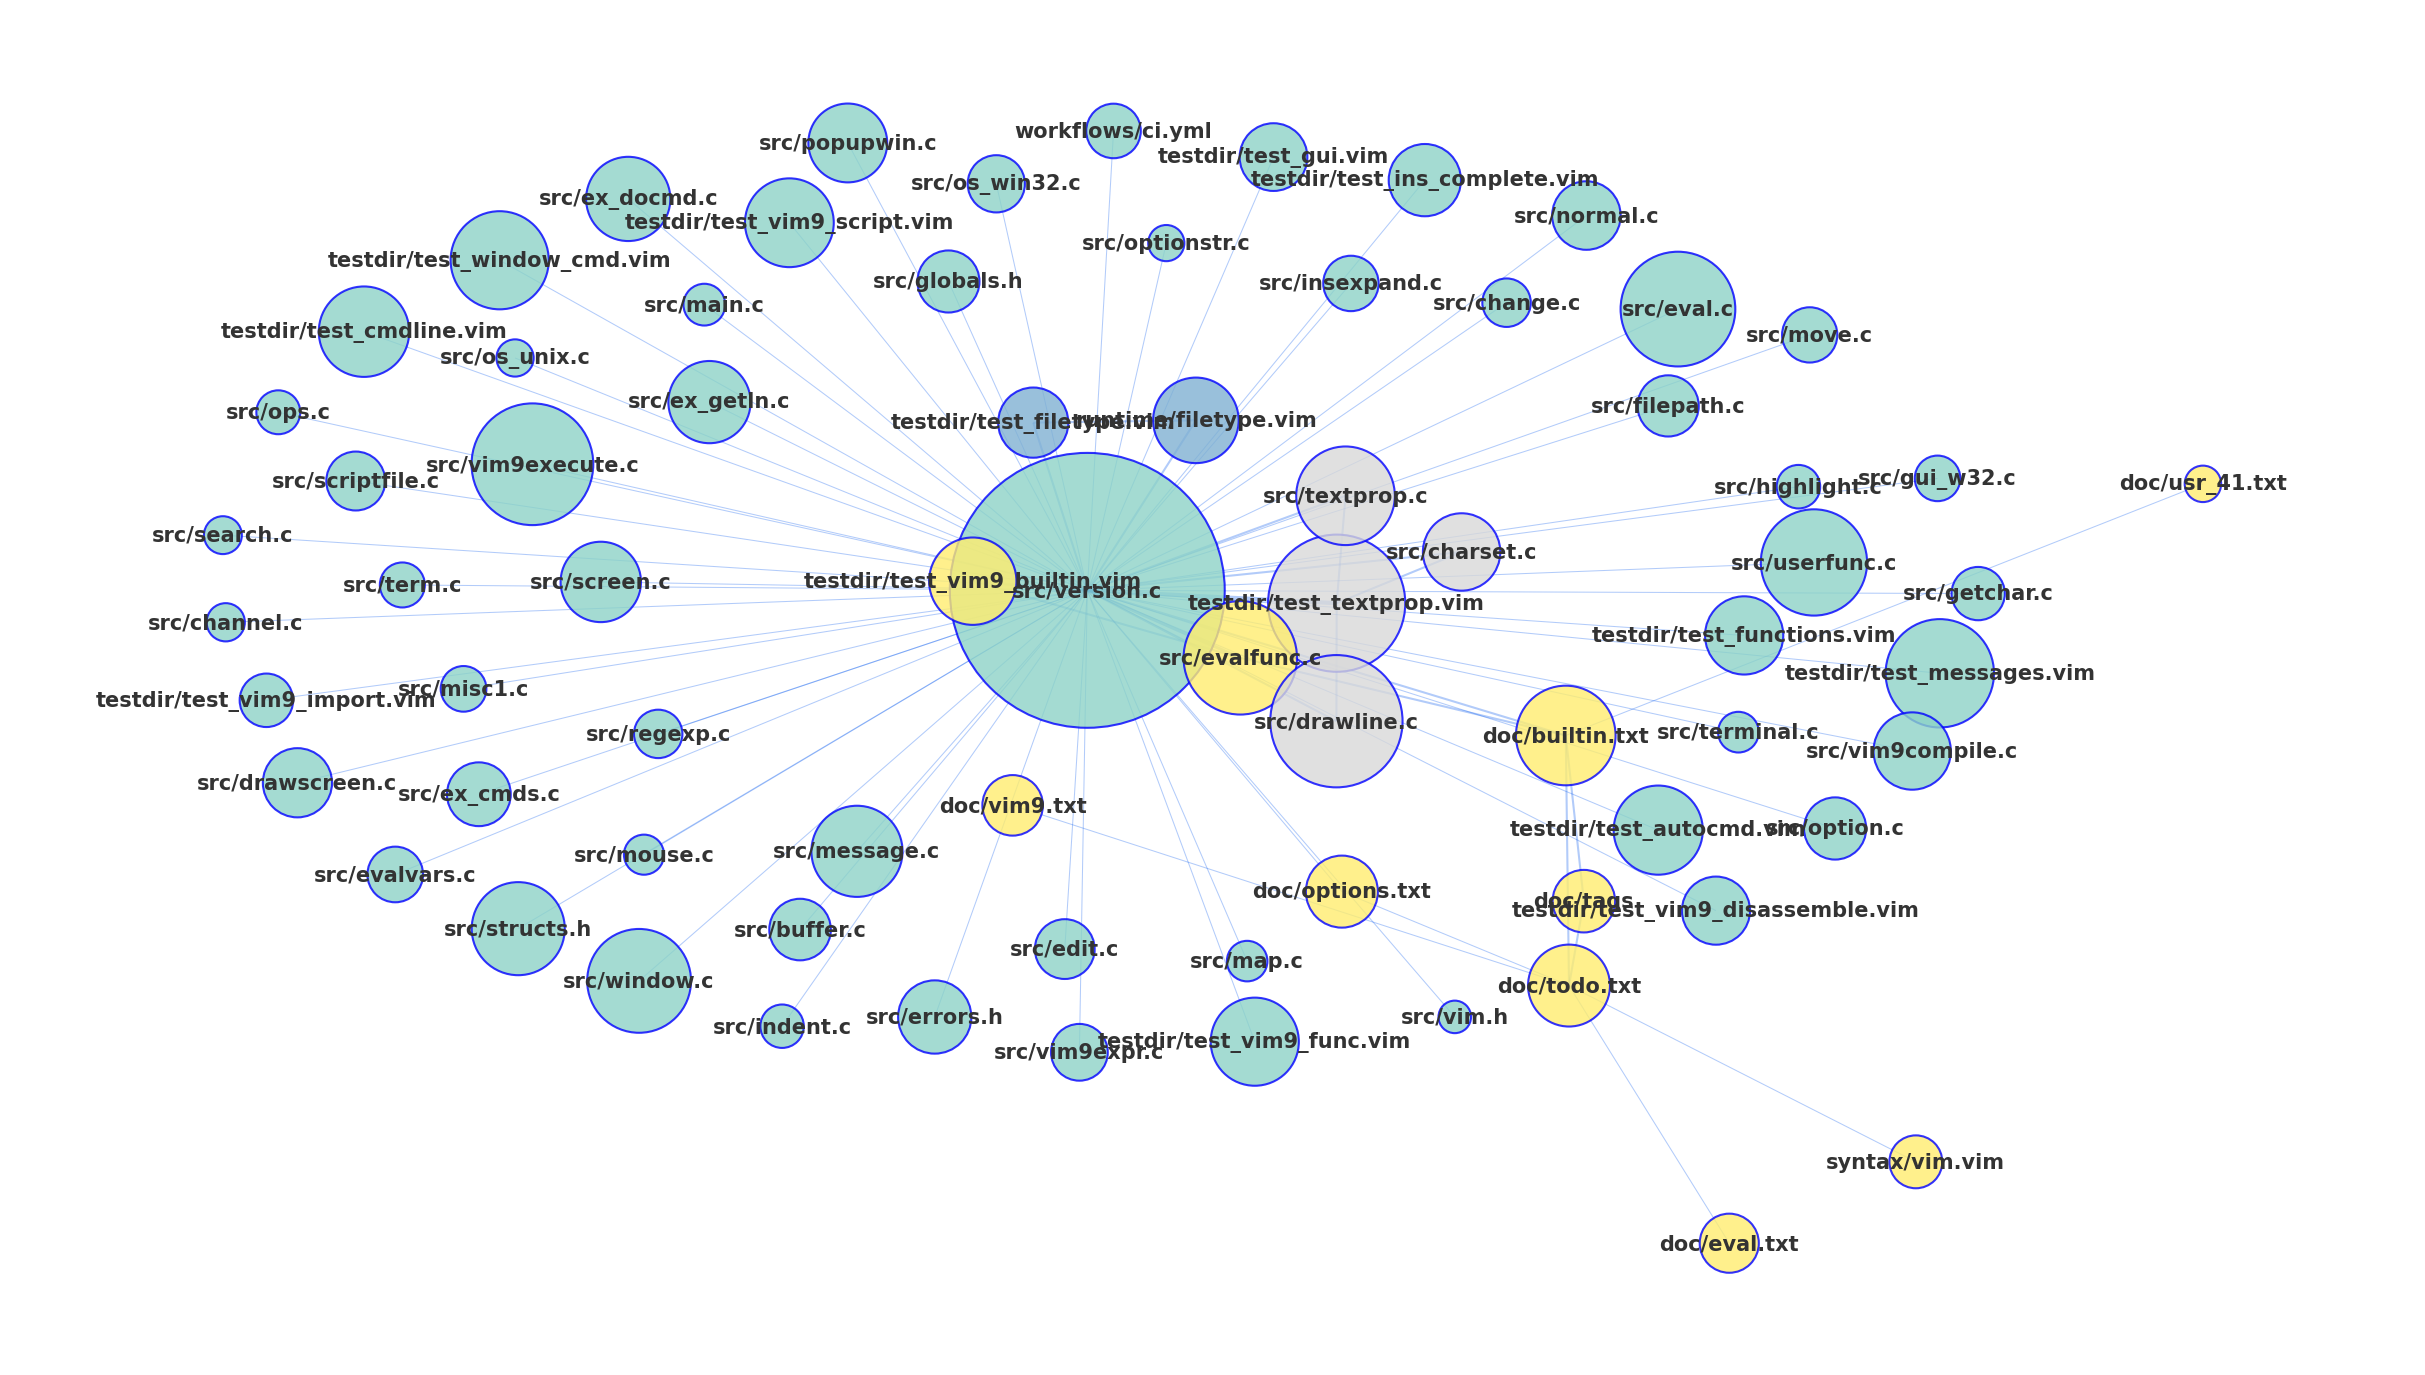 workflows/ci.yml
src/popupwin.c
testdir/test_gui.vim
src/os_win32.c
testdir/test_ins_complete.vim
src/ex_docmd.c
src/normal.c
testdir/test_vim9_script.vim
src/optionstr.c
testdir/test_window_cmd.vim
src/globals.h
src/insexpand.c
src/main.c
src/change.c
src/eval.c
testdir/test_cmdline.vim
src/move.c
src/os_unix.c
src/ex_getln.c
src/filepath.c
src/ops.c
testdir/test_filetype.vim
runtime/filetype.vim
src/vim9execute.c
src/scriptfile.c
src/textprop.c
src/highlight.c
src/gui_w32.c
doc/usr_41.txt
src/search.c
src/charset.c
src/userfunc.c
src/term.c
src/screen.c
testdir/test_vim9_builtin.vim
src/version.c
testdir/test_textprop.vim
src/getchar.c
src/channel.c
testdir/test_functions.vim
src/evalfunc.c
testdir/test_messages.vim
testdir/test_vim9_import.vim
src/misc1.c
src/regexp.c
src/drawline.c
doc/builtin.txt
src/terminal.c
src/vim9compile.c
src/drawscreen.c
src/ex_cmds.c
doc/vim9.txt
testdir/test_autocmd.vim
src/option.c
src/mouse.c
src/message.c
src/evalvars.c
doc/options.txt
doc/tags
testdir/test_vim9_disassemble.vim
src/structs.h
src/buffer.c
src/edit.c
src/map.c
src/window.c
doc/todo.txt
src/indent.c
src/errors.h
src/vim.h
src/vim9expr.c
testdir/test_vim9_func.vim
syntax/vim.vim
doc/eval.txt